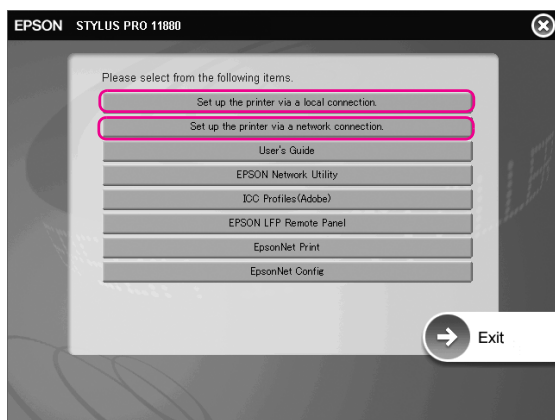 EPSON STYLUS PRO 11880
Please select from the following items.
Set up the printer via a local connection.
Set up the printer via a network connection.
User's Guide
EPSON Network Utility
ICC Profiles(Adobe)
EPSON LFP Remote Panel
EpsonNet Print
EpsonNet Config
Exit